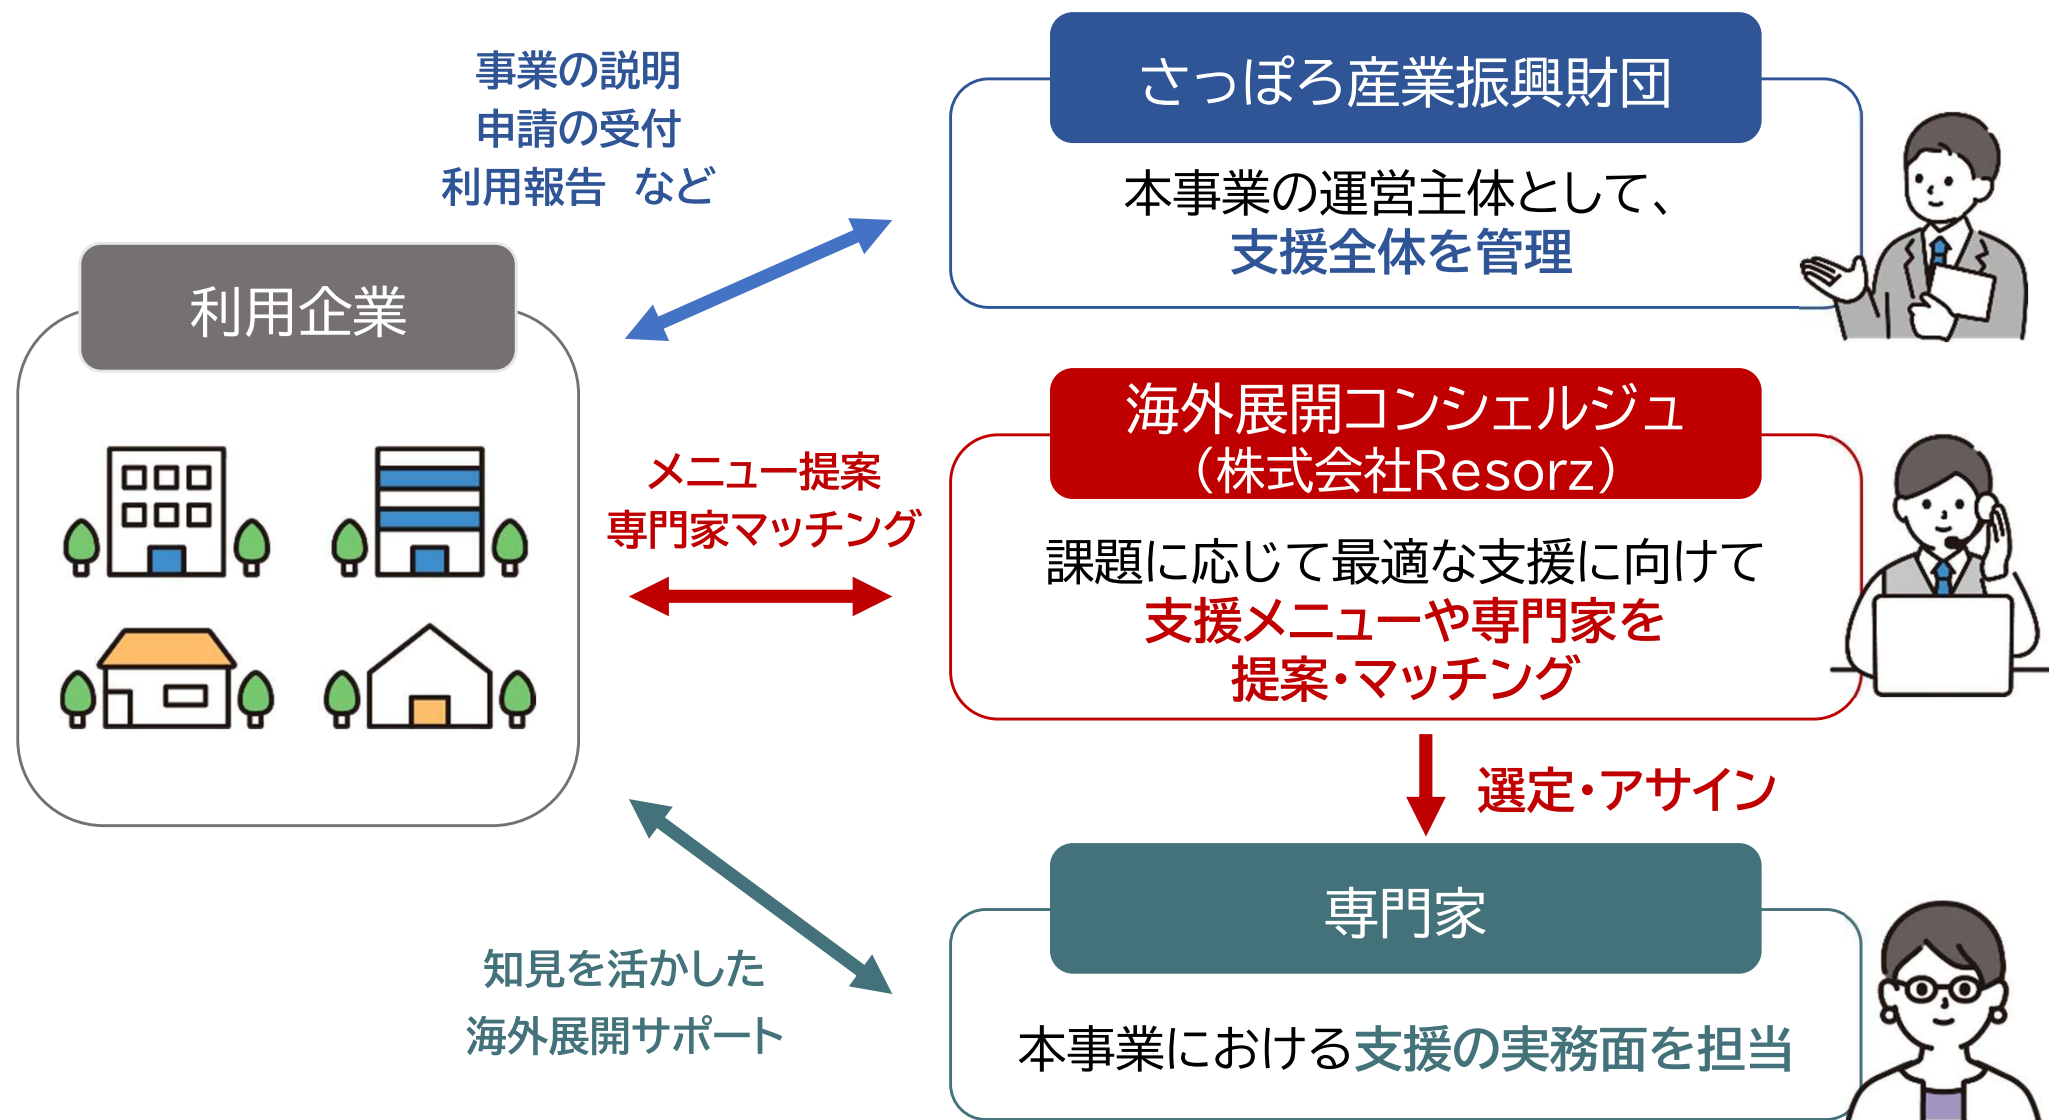 事業の説明
申請の受付
利用報告　など
さっぽろ産業振興財団
本事業の運営主体として、
支援全体を管理
利用企業
メニュー提案
専門家マッチング
海外展開コンシェルジュ
（株式会社Resorz）
課題に応じて最適な支援に向けて
支援メニューや専門家を
提案・マッチング
選定・アサイン
知見を活かした
海外展開サポート
専門家
本事業における支援の実務面を担当